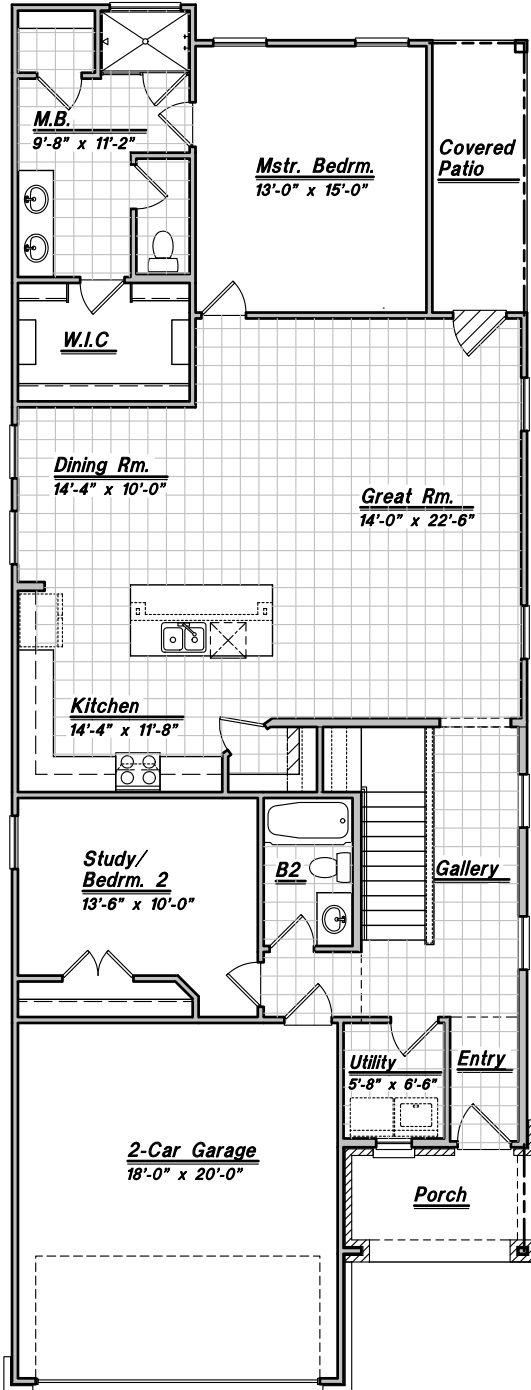 M.B.
9'-8" x 11'-2"
Mstr. Bedrm.
13'-0" x 15'-0"
Covered
Patio
W.I.C
Dining Rm.
14'-4" x 10'-0"
Great Rm.
14'-0" x 22'-6"
Kitchen
14'-4" x 11'-8"
Study/
Bedrm. 2
13'-6" x 10'-0"
B2
Gallery
Utility
5'-8" x 6'-6"
Entry
2-Car Garage
18'-0" x 20'-0"
Porch